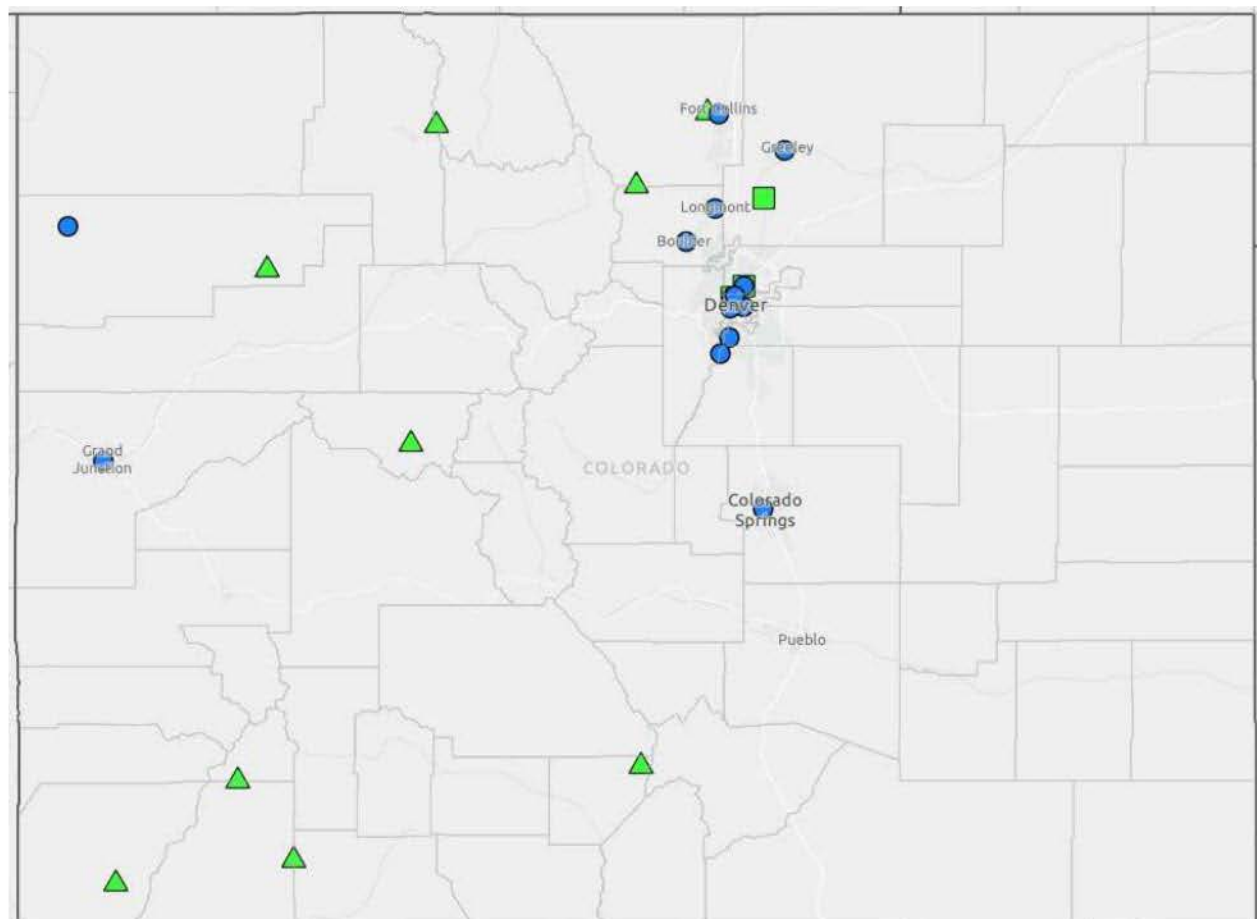 Fort Collins
Greeley
Longmont
Boulder
Denver
Grand
Junction
COLORADO
Colorado
Springs
Pueblo